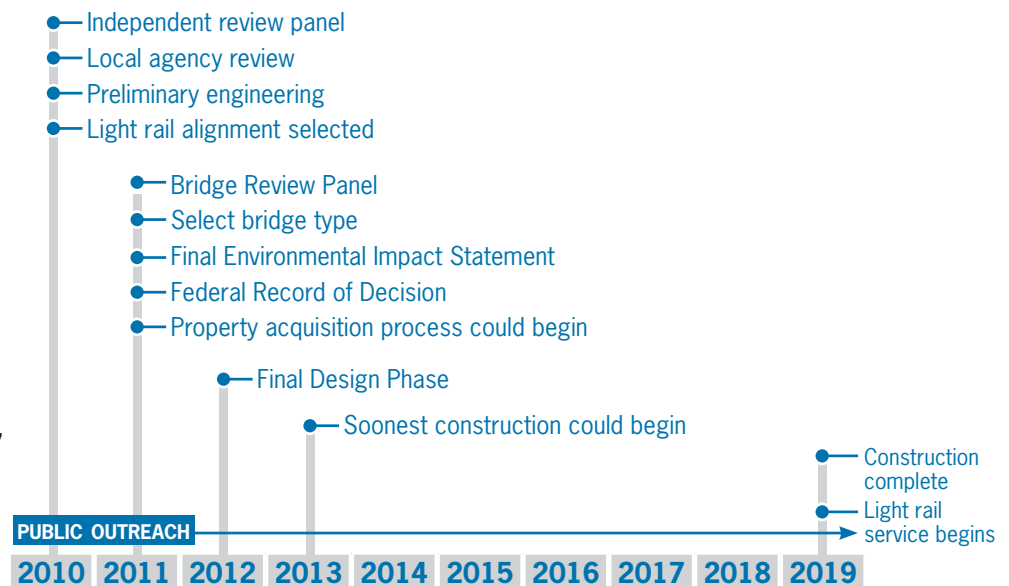 Independent review panel
Local agency review
Preliminary engineering
Light rail alignment selected
Bridge Review Panel
Select bridge type
Final Environmental Impact Statement
Federal Record of Decision
Property acquisition process could begin
Final Design Phase
Soonest construction could begin
Construction
complete
Light rail
service begins
PUBLIC OUTREACH
2010 2011 2012 2013 2014 2015 2016 2017 2018 2019